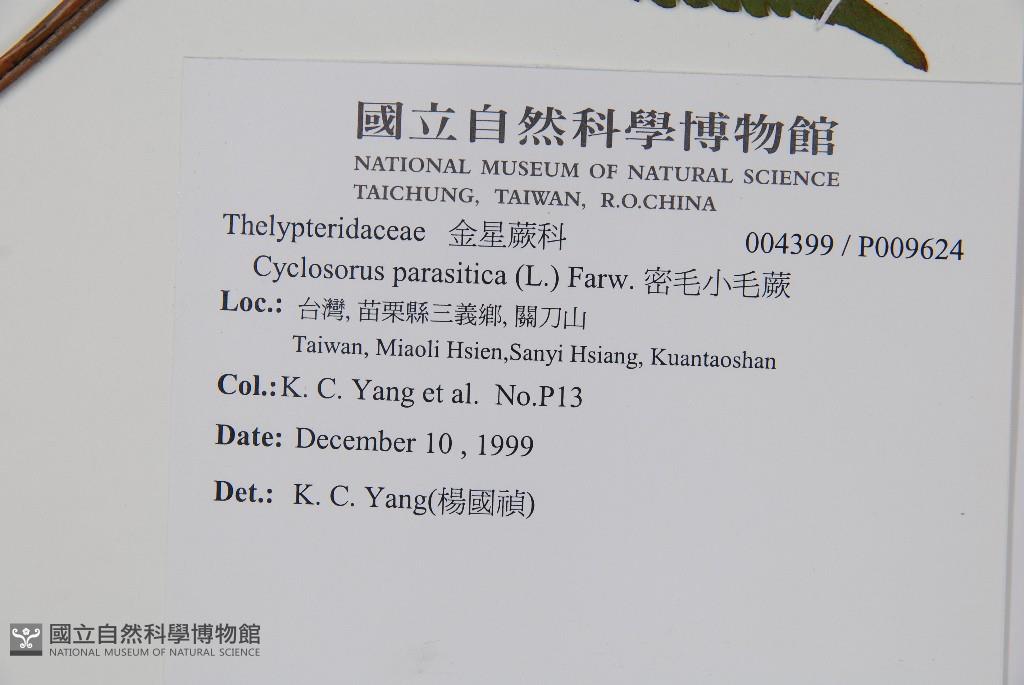 國立自然科學博物館
NATIONAL MUSEUM OF NATURAL SCIENCE
TAICHUNG, TAIWAN, R.O.CHINA
Thelypteridaceae 金星蕨科 004399 / P009624
Cyclosorus parasitica (L.) Farw. 密毛小毛蕨
Loc.: 台灣, 苗栗縣三義鄉, 關刀山
Taiwan, Miaoli Hsien,Sanyi Hsiang, Kuantaoshan
Col.:K. C. Yang et al. No.P13
Date: December 10 , 1999
Det.: K. C. Yang(楊國禎)
國立自然科學博物館
NATIONAL MUSEUM OF NATURAL SCIENCE